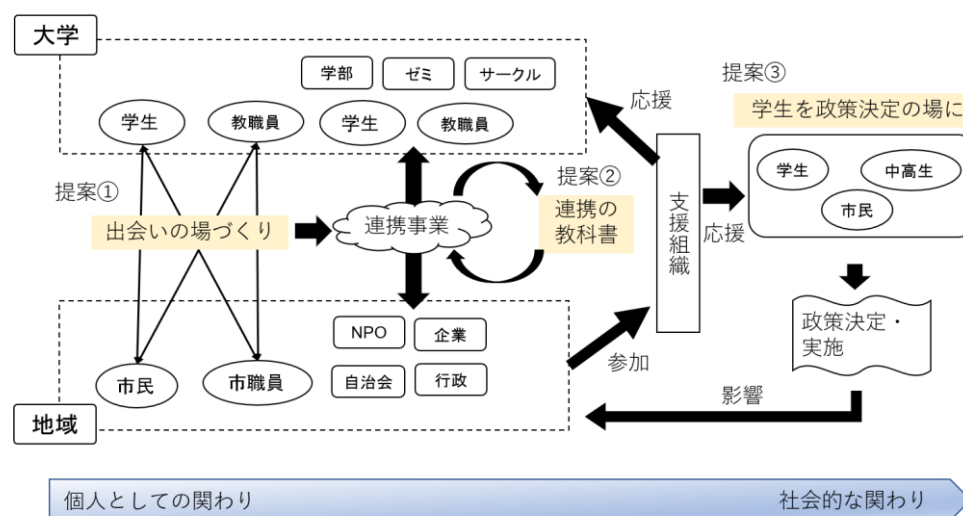 大学
学部
ゼミ
サークル
学生
教職員
学生
教職員
提案①
出会いの場づくり
連携事業
提案②
連携の
教科書
応援
支援組織
応援
提案③
学生を政策決定の場に
学生
中高生
市民
政策決定・
実施
影響
参加
NPO
企業
自治会
行政
市民
市職員
地域
個人としての関わり
社会的な関わり